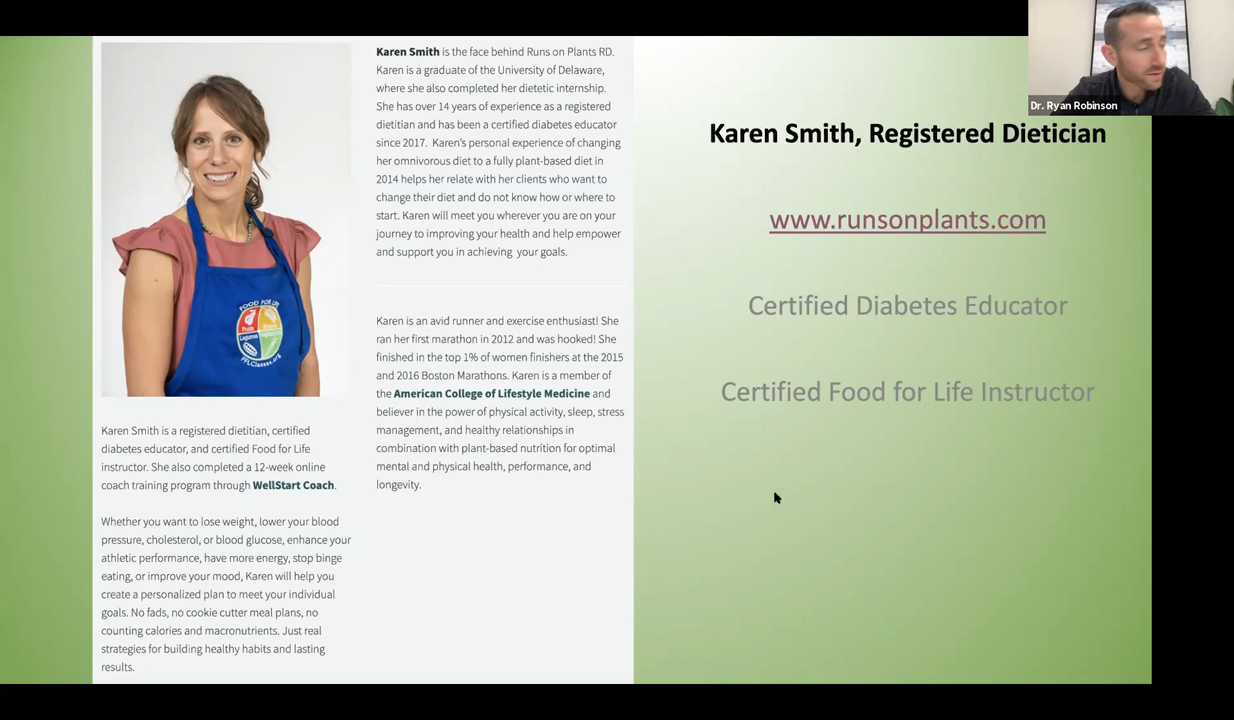 FOOD FOR LIFE
Fruits
Legumes
FFLClasses.org
Karen Smith is a registered dietitian, certified
diabetes educator, and certified Food for Life
instructor. She also completed a 12-week online
coach training program through WellStart Coach.
Whether you want to lose weight, lower your blood
pressure, cholesterol, or blood glucose, enhance your
athletic performance, have more energy, stop binge
eating, or improve your mood, Karen will help you
create a personalized plan to meet your individual
goals. No fads, no cookie cutter meal plans, no
counting calories and macronutrients. Just real
strategies for building healthy habits and lasting
results.
Karen Smith is the face behind Runs on Plants RD.
Karen is a graduate of the University of Delaware,
where she also completed her dietetic internship.
She has over 14 years of experience as a registered
dietitian and has been a certified diabetes educator
since 2017. Karen's personal experience of changing
her omnivorous diet to a fully plant-based diet in
2014 helps her relate with her clients who want to
change their diet and do not know how or where to
start. Karen will meet you wherever you are on your
journey to improving your health and help empower
and support you in achieving your goals.
Karen is an avid runner and exercise enthusiast! She
ran her first marathon in 2012 and was hooked! She
finished in the top 1% of women finishers at the 2015
and 2016 Boston Marathons. Karen is a member of
the American College of Lifestyle Medicine and
believer in the power of physical activity, sleep, stress
management, and healthy relationships in
combination with plant-based nutrition for optimal
mental and physical health, performance, and
longevity.
Karen Smith, Registered Dietician
www.runsonplants.com
Certified Diabetes Educator
Certified Food for Life Instructor
Dr. Ryan Robinson